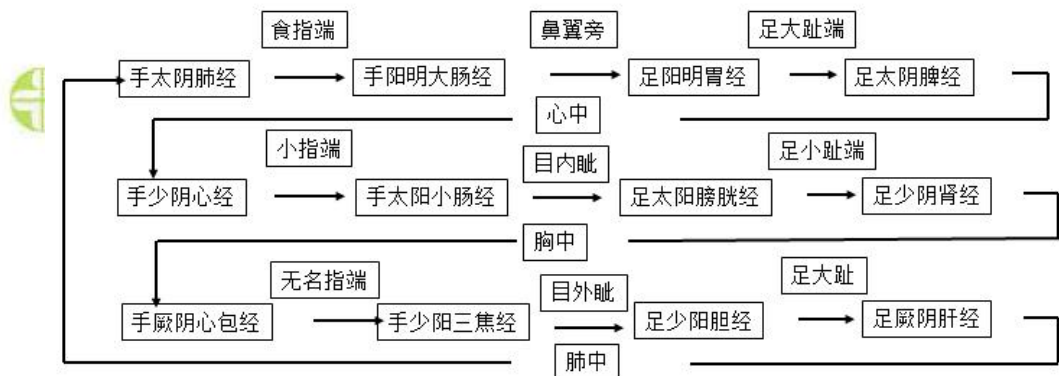 食指端 鼻翼旁 足大趾端
手太阴肺经 手阳明大肠经 足阳明胃经 足太阴脾经
心中
小指端 目内眦 足小趾端
手少阴心经 手太阳小肠经 足太阳膀胱经 足少阴肾经
胸中
无名指端 目外眦 足大趾
手厥阴心包经 手少阳三焦经 足少阳胆经 足厥阴肝经
肺中